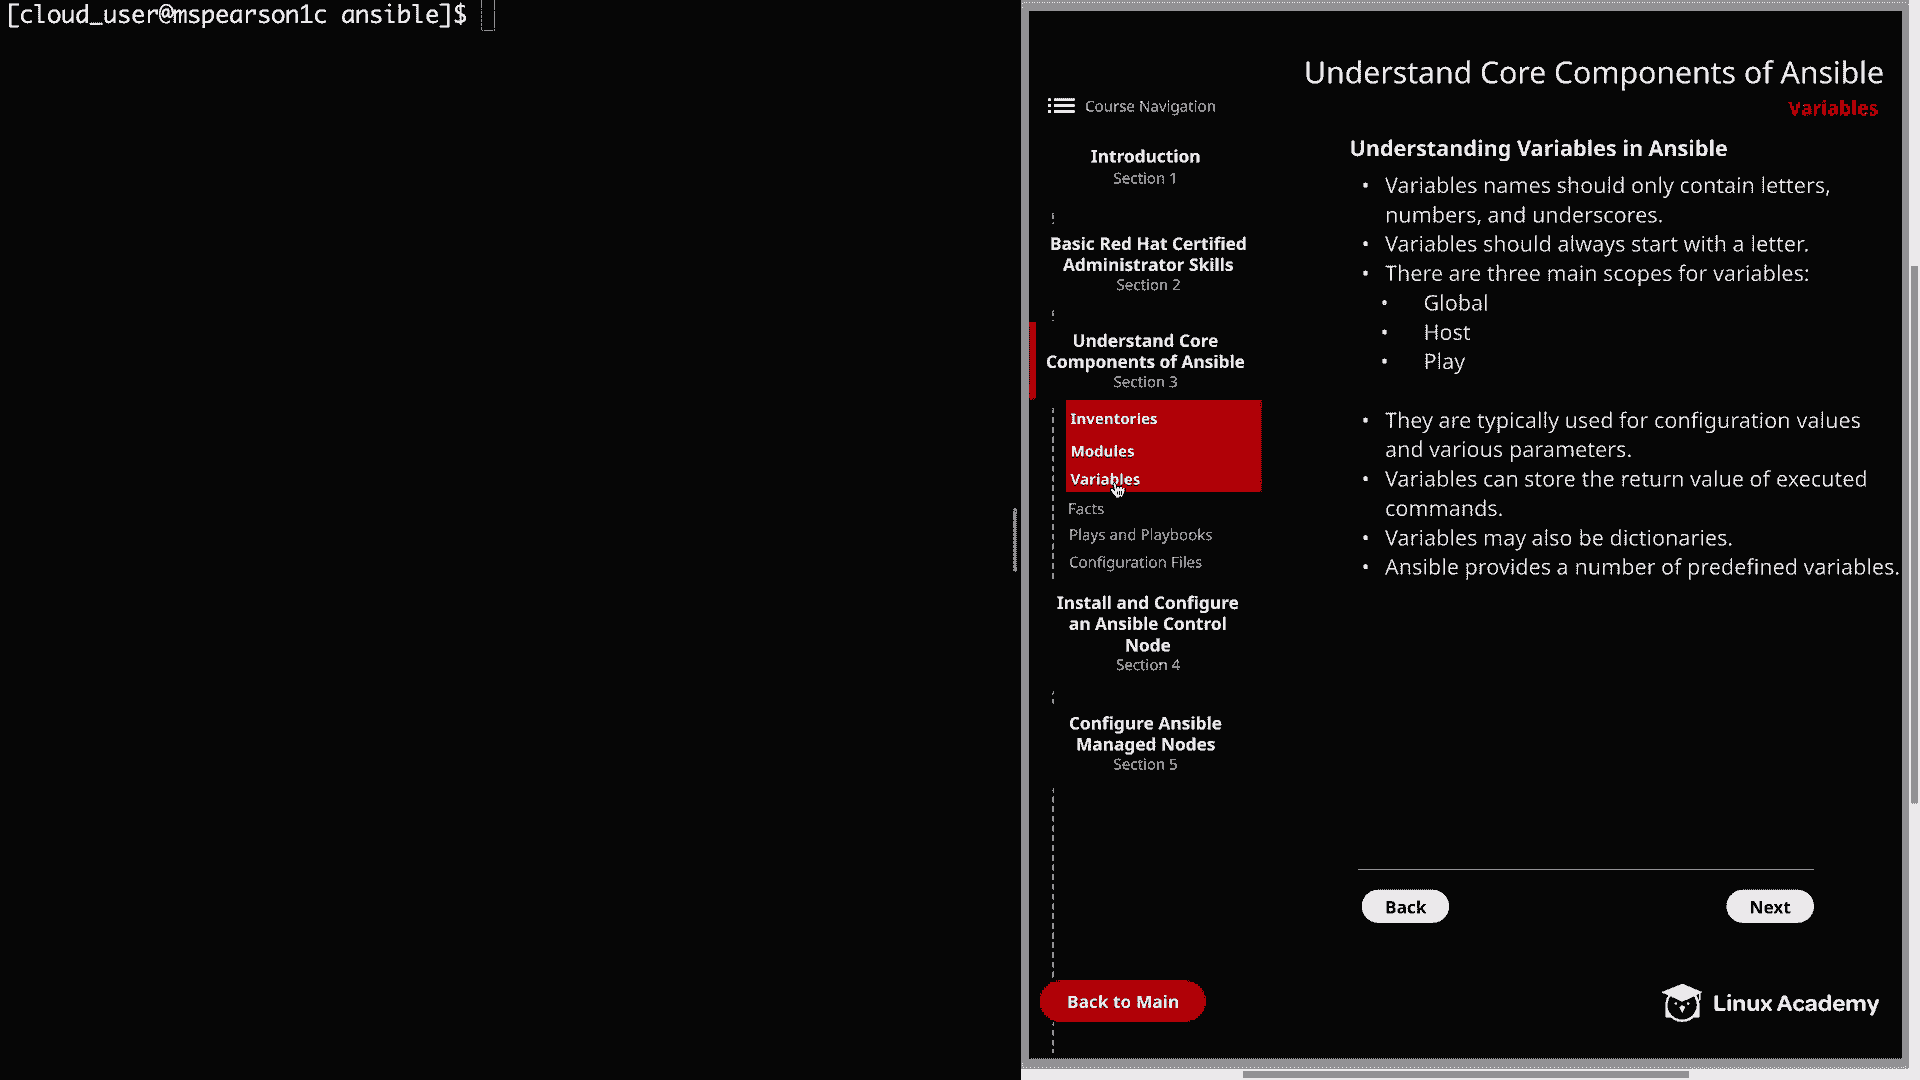 [cloud_user@mspearson1c ansible]$
Understand Core Components of Ansible
Variables
Course Navigation
Introduction
Section 1
Basic Red Hat Certified
Administrator Skills
Section 2
Understand Core
Components of Ansible
Section 3
Inventories
Modules
Variables
Facts
Plays and Playbooks
Configuration Files
Install and Configure
an Ansible Control
Node
Section 4
Configure Ansible
Managed Nodes
Section 5
Back to Main
Understanding Variables in Ansible
• Variables names should only contain letters,
numbers, and underscores.
• Variables should always start with a letter.
• There are three main scopes for variables:
• Global
• Host
• Play
• They are typically used for configuration values
and various parameters.
• Variables can store the return value of executed
commands.
• Variables may also be dictionaries.
• Ansible provides a number of predefined variables.
Back
Next
Linux Academy